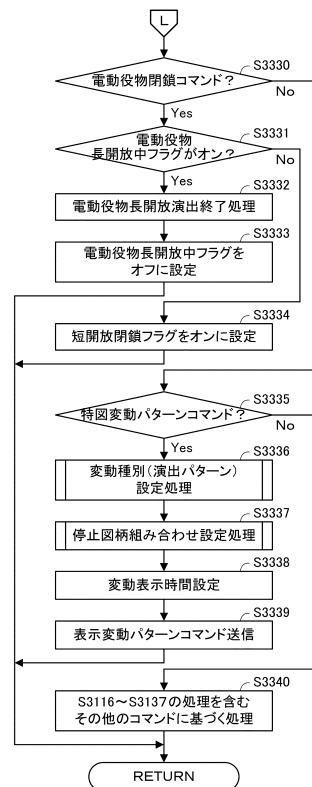 L
S3330
電動役物閉鎖コマンド？
No
Yes
S3331
電動役物
長開放中フラグがオン？
No
Yes
S3332
電動役物長開放演出終了処理
S3333
電動役物長開放中フラグを
オフに設定
S3334
短開放閉鎖フラグをオンに設定
S3335
特図変動パターンコマンド？
No
Yes
S3336
変動種別（演出パターン）
設定処理
S3337
停止図柄組み合わせ設定処理
S3338
変動表示時間設定
S3339
表示変動パターンコマンド送信
S3340
S3116～S3137の処理を含む
その他のコマンドに基づく処理
RETURN